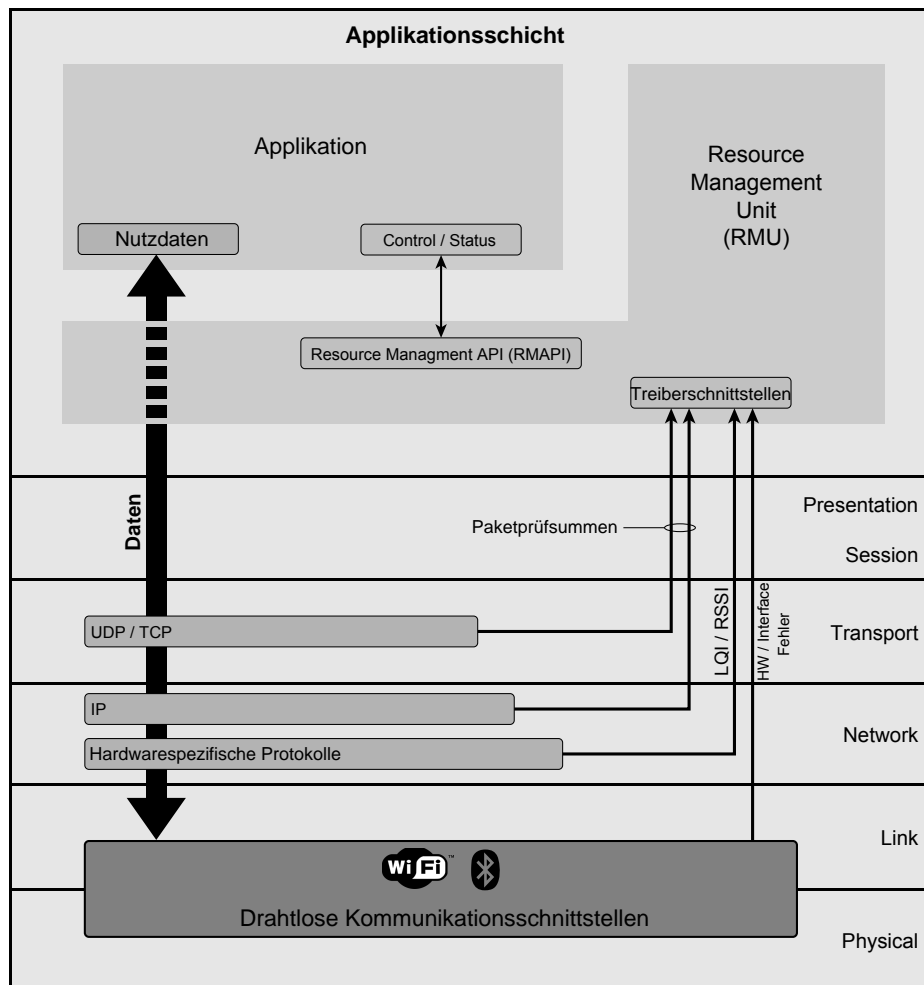 Applikationsschicht
Applikation
Resource
Management
Unit
(RMU)
Nutzdaten
Control / Status
Resource Managment API (RMAPI)
Treiberschnittstellen
Daten
Presentation
Paketprüfsummen
Session
UDP / TCP
LQI / RSSI
HW / Interface
Fehler
Transport
IP
Network
Hardwarespezifische Protokolle
Link
Wi Fi ™
Drahtlose Kommunikationsschnittstellen
Physical